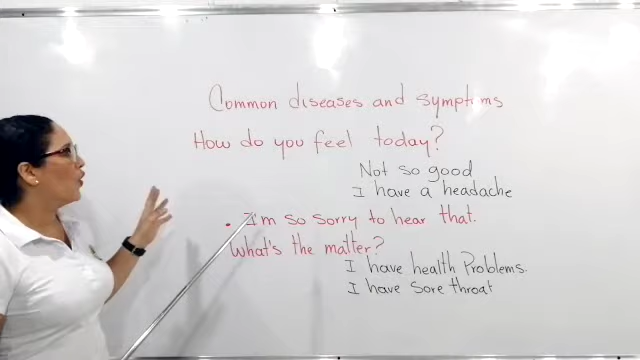 Common diseases and symptoms
How do you feel today?
Not so good
I have a headache
. I'm so sorry to hear that.
What's the matter?
I have health Problems.
I have Sore throat